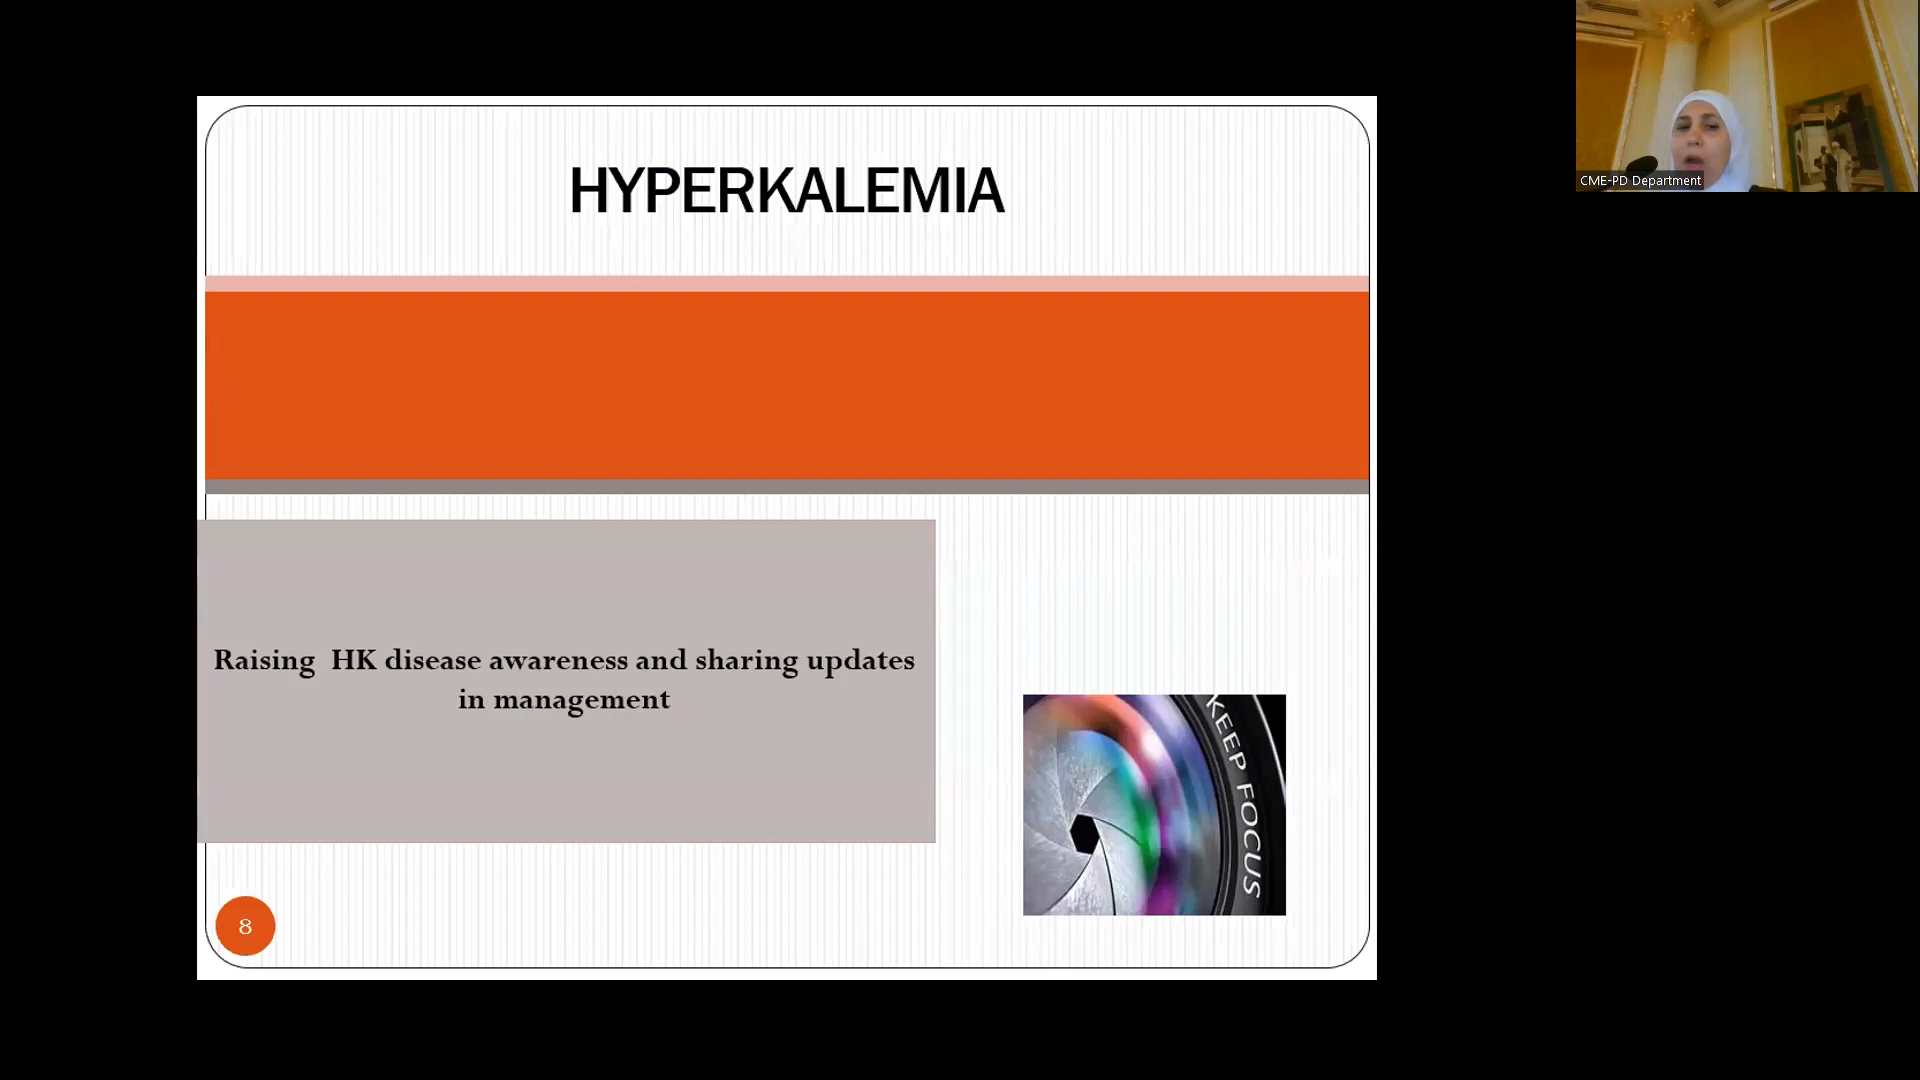 HYPERKALEMIA
CME-PD Department
Raising HK disease awareness and sharing updates
in management
KEEP FOCUS
8